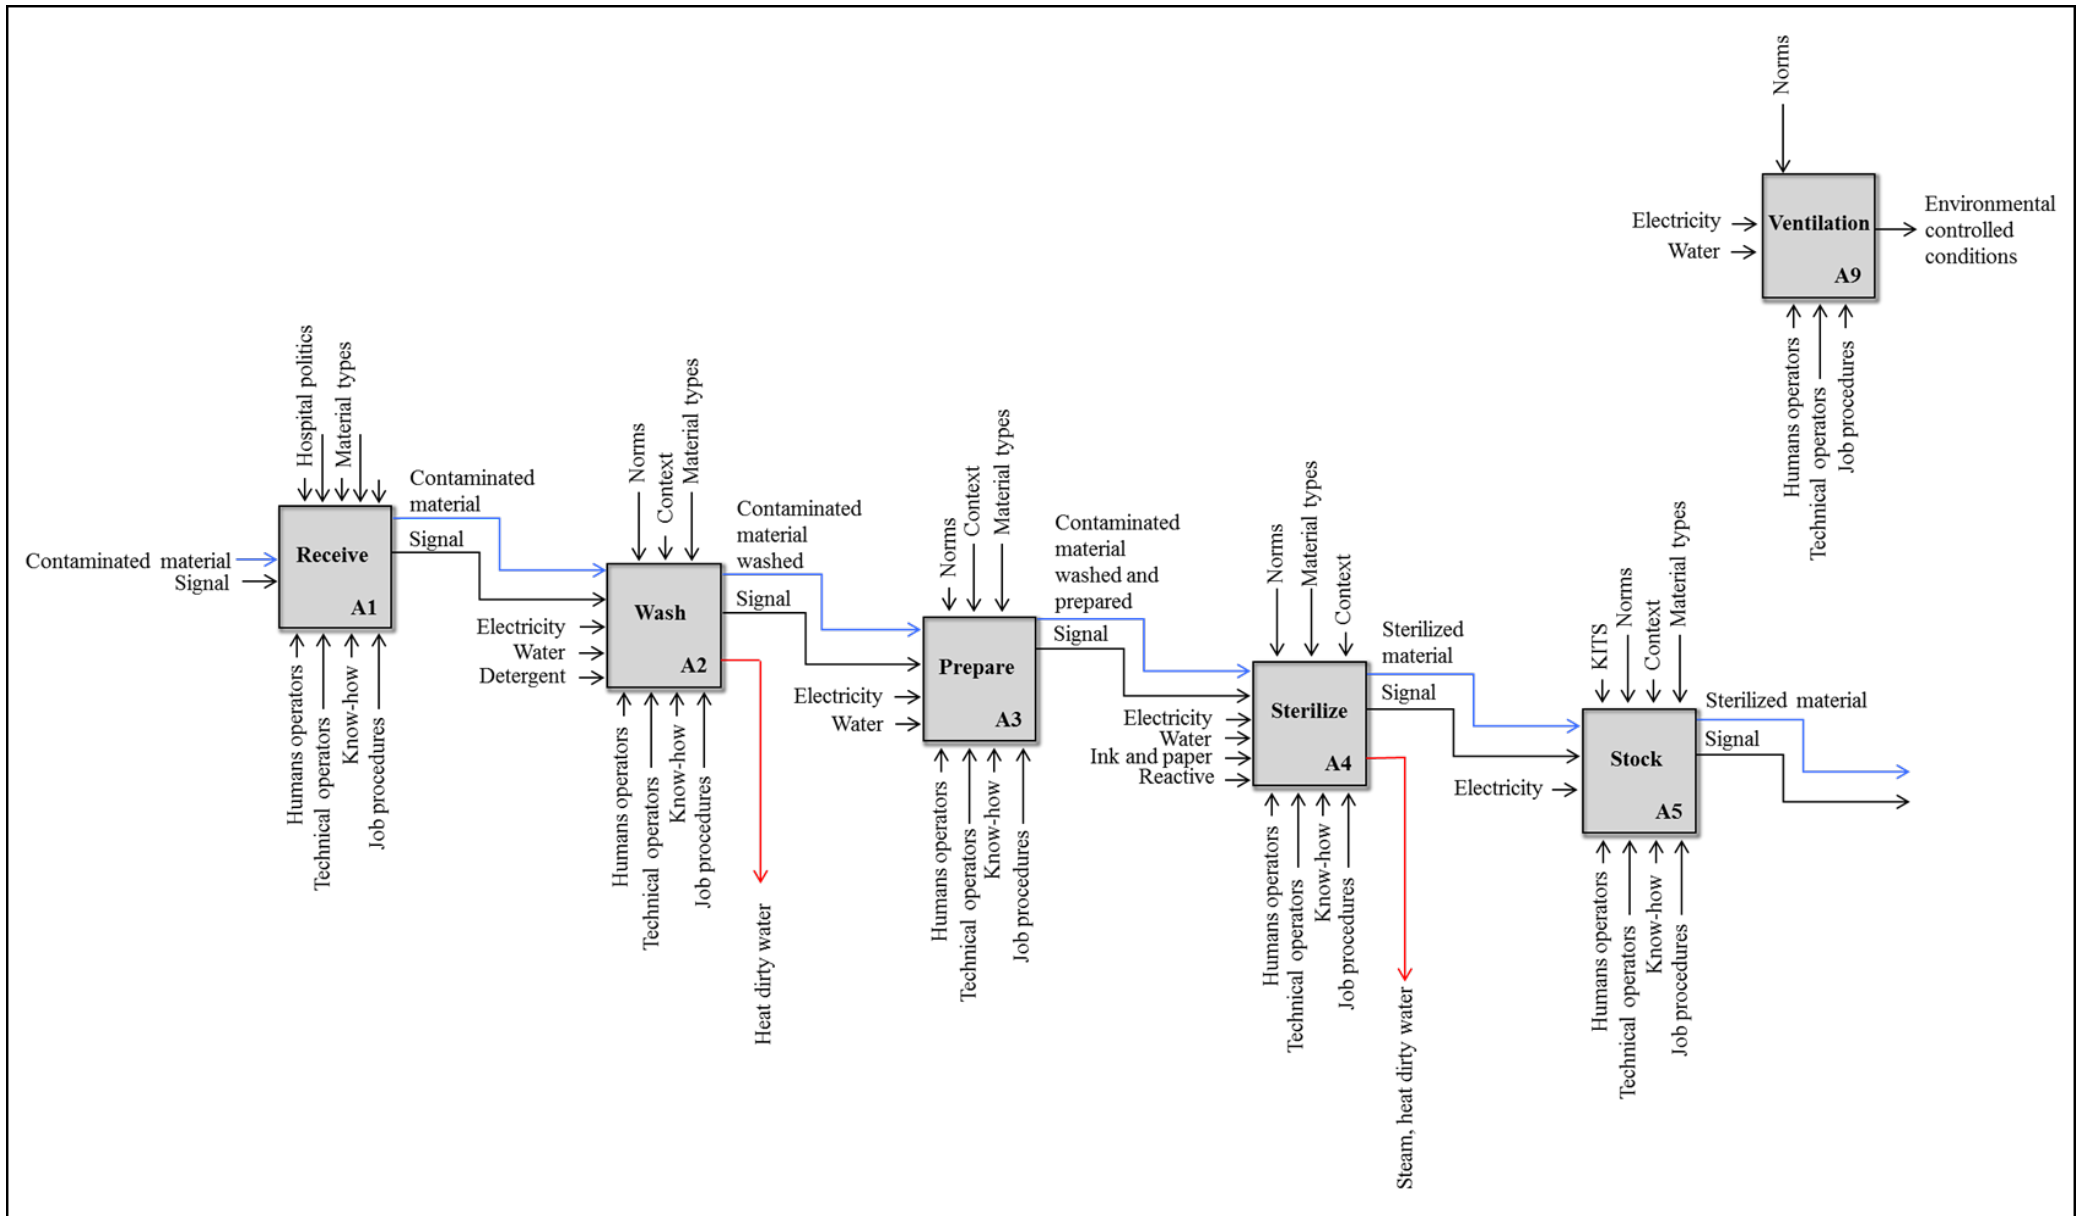 Norms
Electricity
Water
Ventilation
A9
Environmental
controlled
conditions
Humans operators
Technical operators
Job procedures
Hospital politics
Material types
Contaminated material
Signal
Receive
A1
Humans operators
Technical operators
Know-how
Job procedures
Contaminated
material
Signal
Norms
Context
Material types
Electricity
Water
Detergent
Wash
A2
Humans operators
Technical operators
Know-how
Job procedures
Heat dirty water
Contaminated
material
washed
Signal
Norms
Context
Material types
Electricity
Water
Prepare
A3
Humans operators
Technical operators
Know-how
Job procedures
Contaminated
material
washed and
prepared
Signal
Norms
Material types
Context
Electricity
Water
Ink and paper
Reactive
Sterilize
A4
Humans operators
Technical operators
Know-how
Job procedures
Steam, heat dirty water
Sterilized
material
Signal
KITS
Norms
Context
Material types
Electricity
Stock
A5
Humans operators
Technical operators
Know-how
Job procedures
Sterilized material
Signal